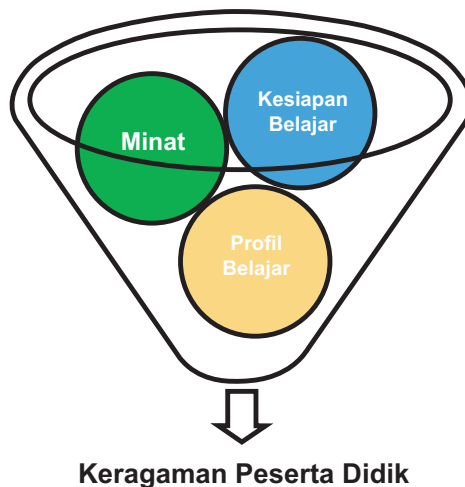 Minat
Kesiapan
Belajar
Profil
Belajar
Keragaman Peserta Didik